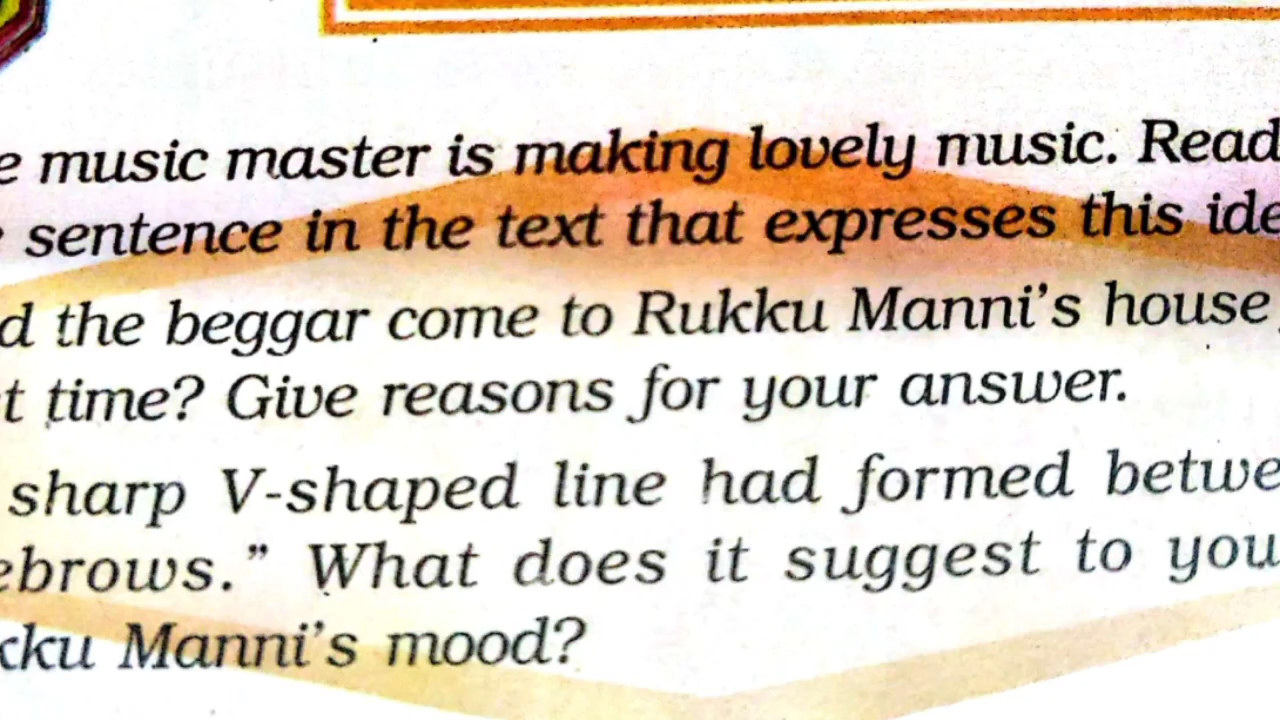 e music master is making lovely music. Read
sentence in the text that expresses this ide
d the beggar come to Rukku Manni's house
t time? Give reasons for your answer.
sharp V-shaped line had formed betwe
ebrows." What does it suggest to you
kku Manni's mood?